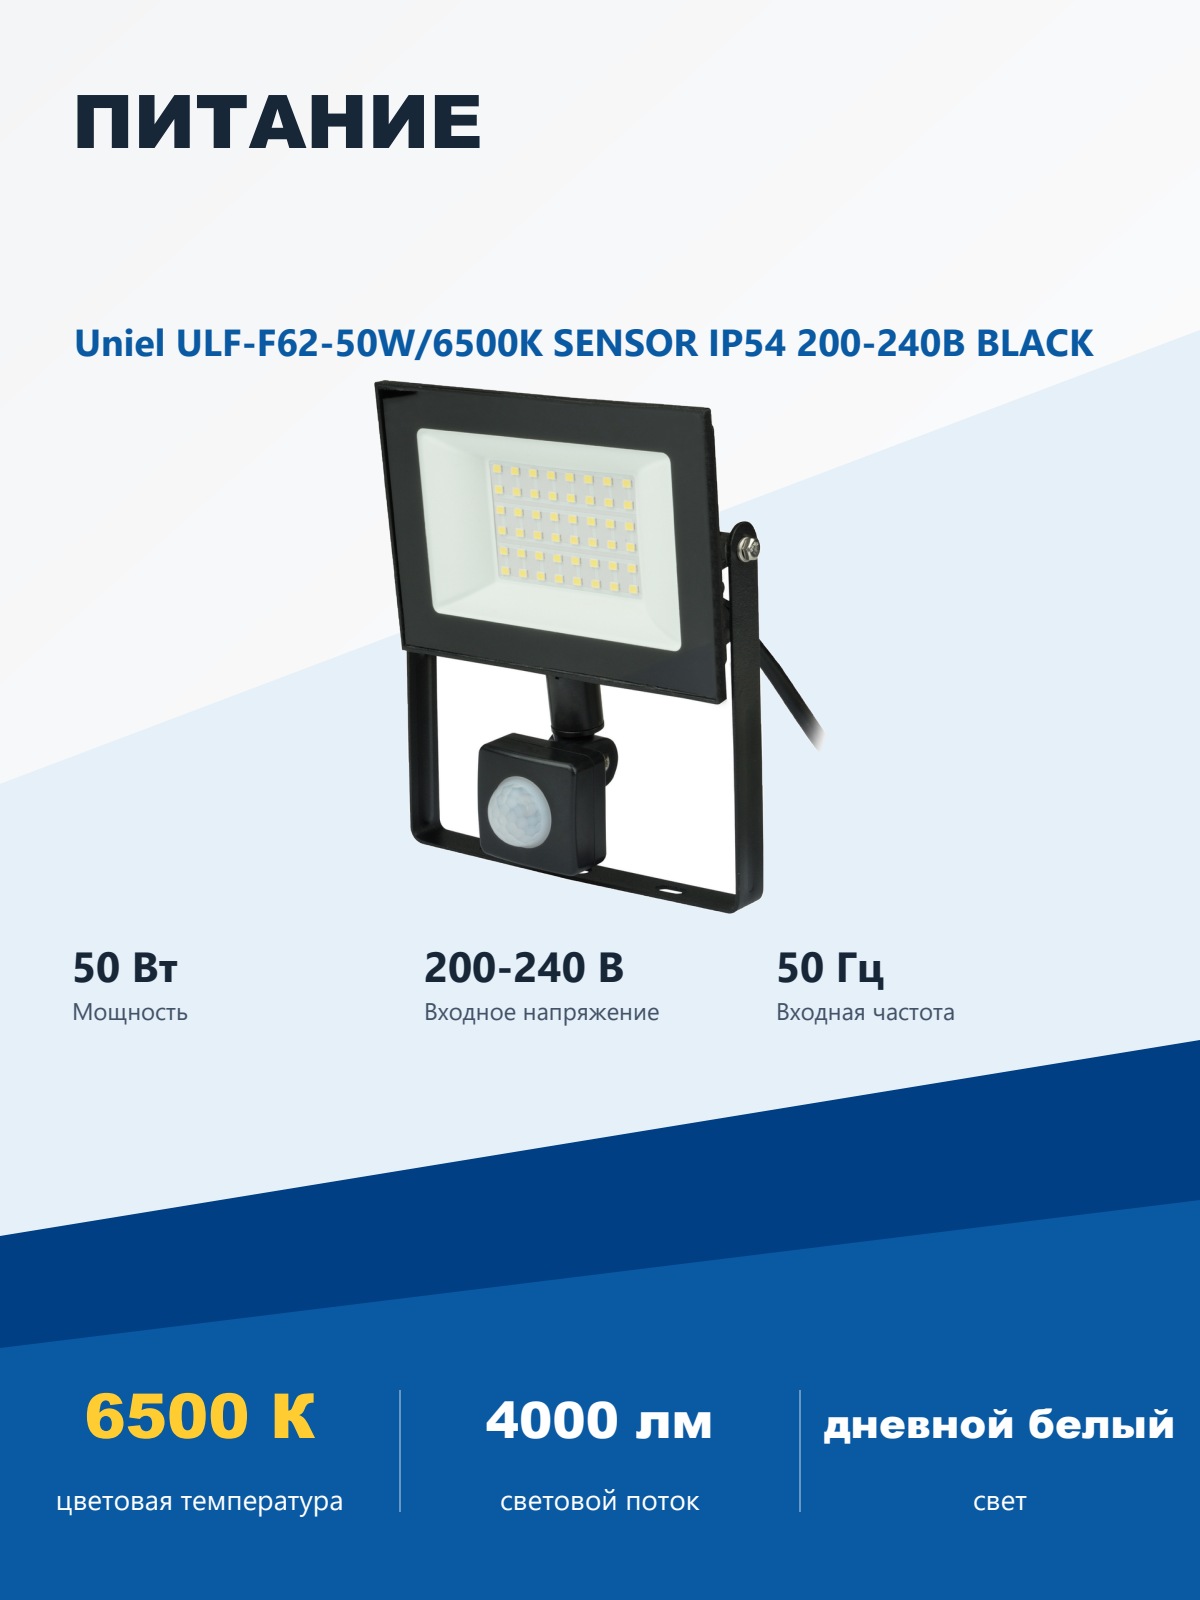 ПИТАНИЕ
Uniel ULF-F62-50W/6500K SENSOR IP54 200-240В BLACK
50 Вт
Мощность
200-240 В
Входное напряжение
50 Гц
Входная частота
6500 К
цветовая температура
4000 лм
световой поток
дневной белый
свет